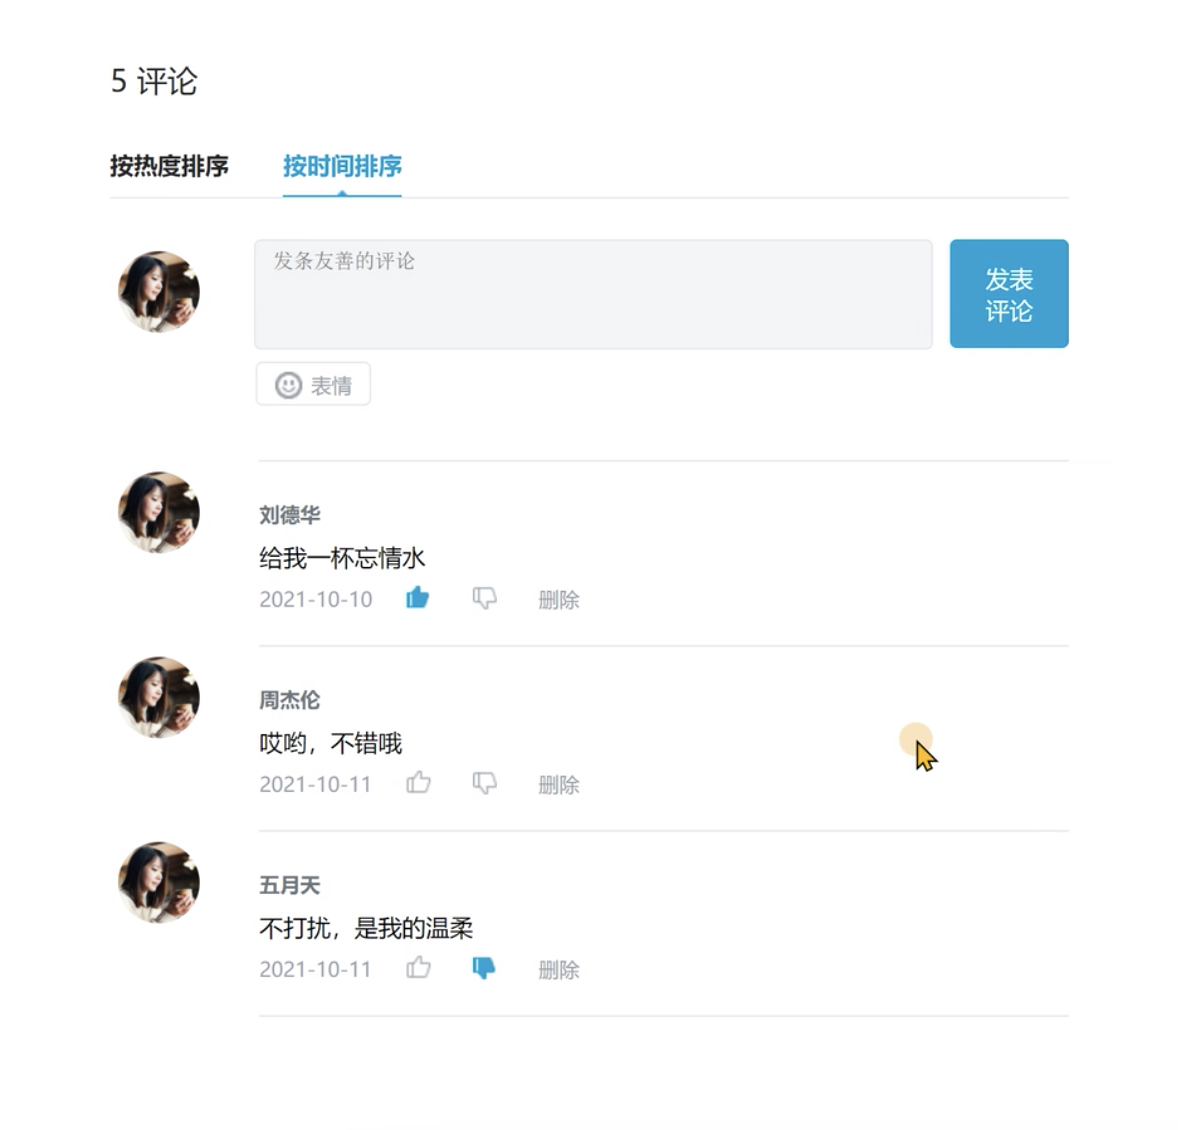 5 评论
按热度排序 按时间排序
发条友善的评论
发表
评论
表情
刘德华
给我一杯忘情水
2021-10-10 删除
周杰伦
哎哟，不错哦
2021-10-11 删除
五月天
不打扰，是我的温柔
2021-10-11 删除